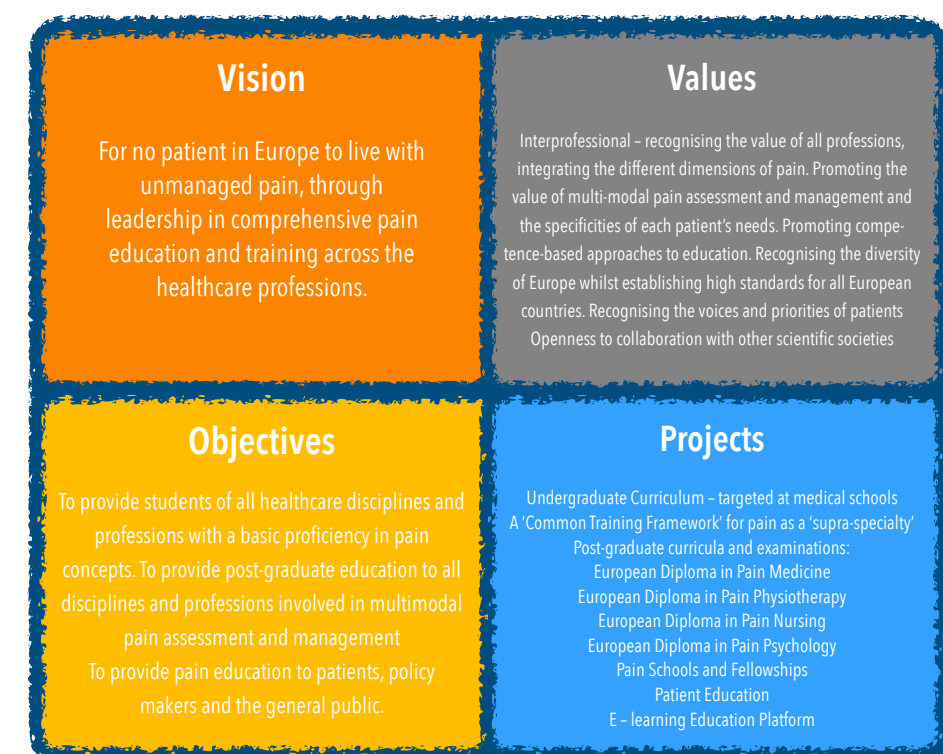 Vision
For no patient in Europe to live with
unmanaged pain, through
leadership in comprehensive pain
education and training across the
healthcare professions.
Values
Interprofessional – recognising the value of all professions,
integrating the different dimensions of pain. Promoting the
value of multi-modal pain assessment and management and
the specificities of each patient's needs. Promoting compe-
tence-based approaches to education. Recognising the diversity
of Europe whilst establishing high standards for all European
countries. Recognising the voices and priorities of patients
Openness to collaboration with other scientific societies
Objectives
To provide students of all healthcare disciplines and
professions with a basic proficiency in pain
concepts. To provide post-graduate education to all
disciplines and professions involved in multimodal
pain assessment and management
To provide pain education to patients, policy
makers and the general public.
Projects
Undergraduate Curriculum – targeted at medical schools
A 'Common Training Framework' for pain as a 'supra-specialty'
Post-graduate curricula and examinations:
European Diploma in Pain Medicine
European Diploma in Pain Physiotherapy
European Diploma in Pain Nursing
European Diploma in Pain Psychology
Pain Schools and Fellowships
Patient Education
E – learning Education Platform